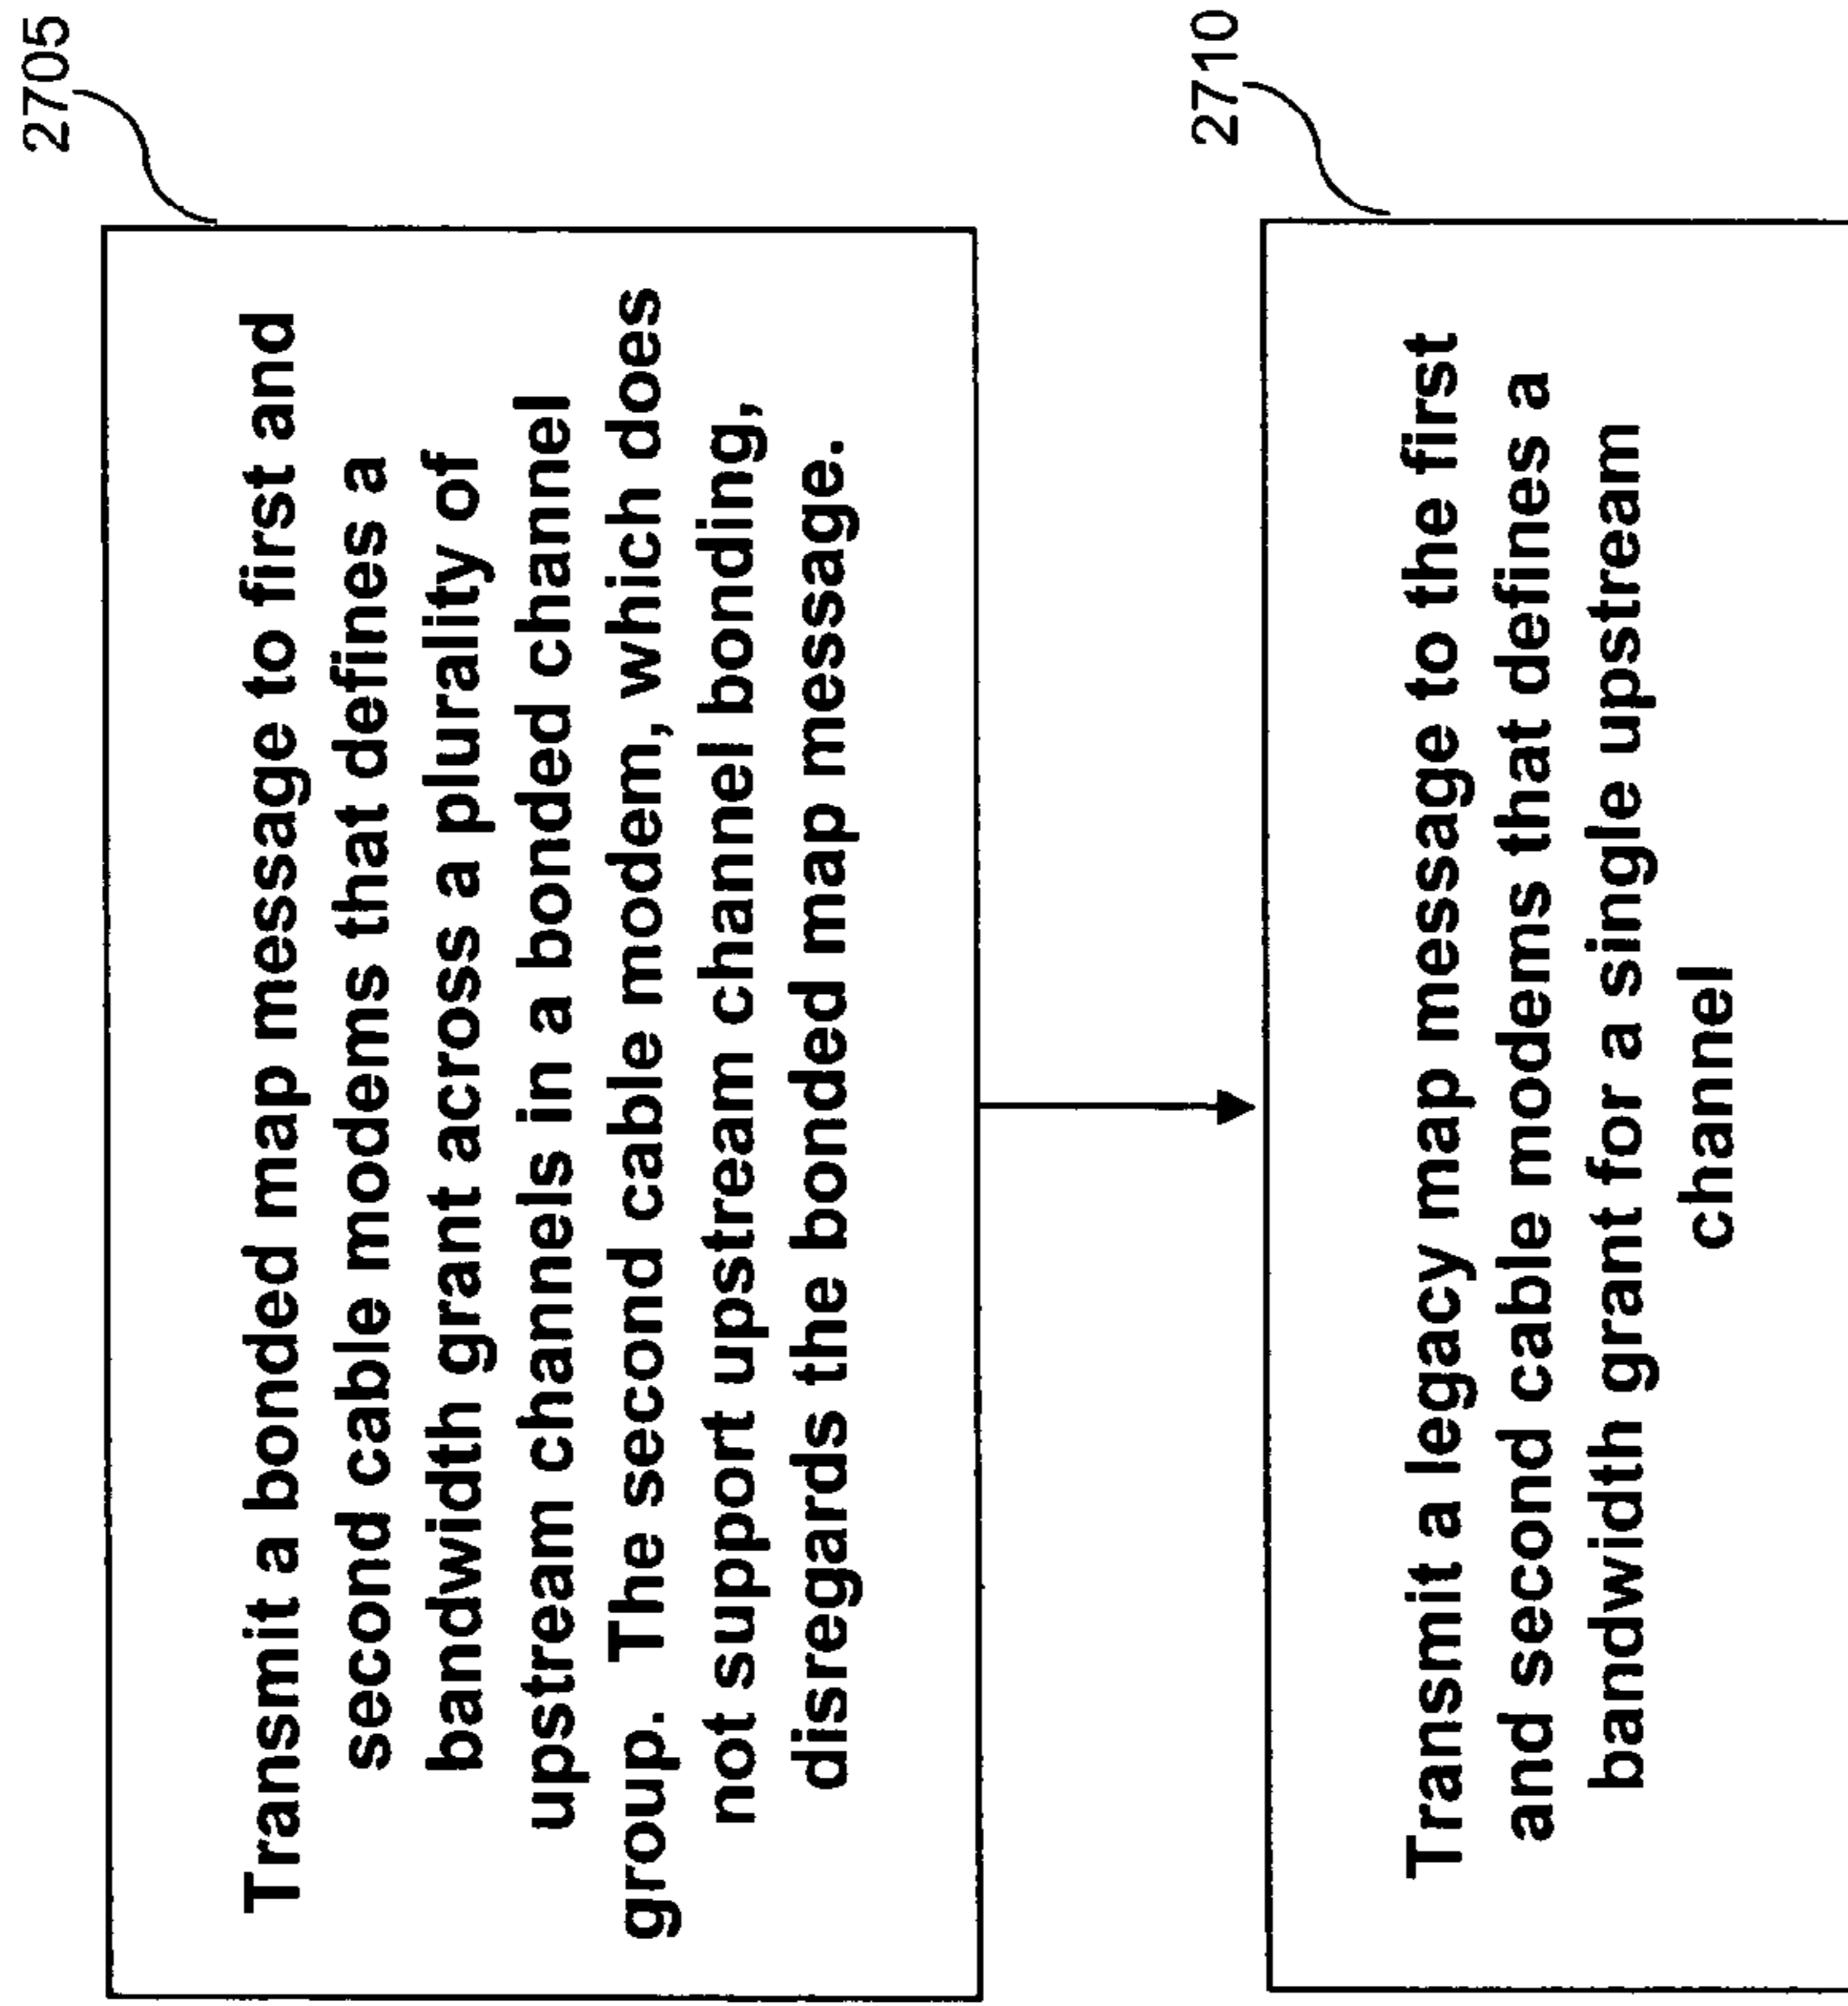 2705
Transmit a bonded map message to first and
second cable modems that defines a
bandwidth grant across a plurality of
upstream channels in a bonded channel
group. The second cable modem, which does
not support upstream channel bonding,
disregards the bonded map message.
2710
Transmit a legacy map message to the first
and second cable modems that defines a
bandwidth grant for a single upstream
channel